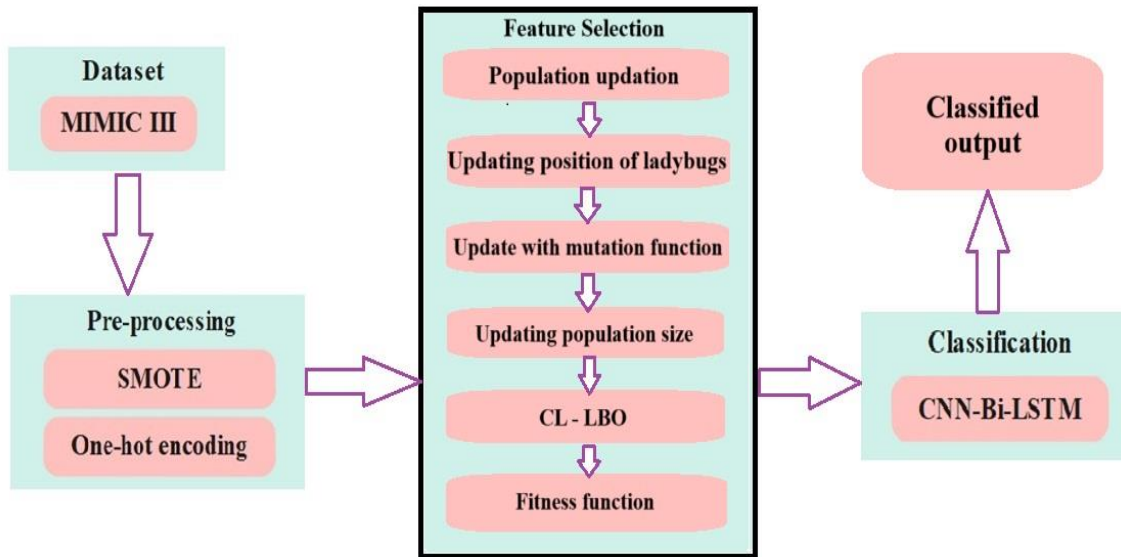 Dataset
MIMIC III
Pre-processing
SMOTE
One-hot encoding
Feature Selection
Population updation
Updating position of ladybugs
Update with mutation function
Updating population size
CL - LBO
Fitness function
Classification
CNN-Bi-LSTM
Classified
output